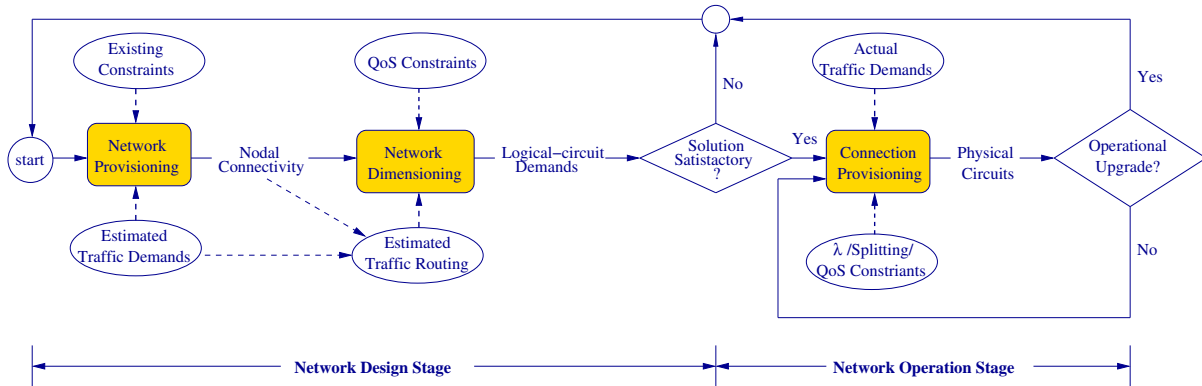 Existing
Constraints
QoS Constraints
Actual
Traffic Demands
No
Yes
start
Network
Provisioning
Nodal
Connectivity
Network
Dimensioning
Logical−circuit
Demands
Solution
Satistactory
?
Yes
Connection
Provisioning
Physical
Circuits
Operational
Upgrade?
Estimated
Traffic Demands
Estimated
Traffic Routing
λ /Splitting/
QoS Constriants
No
Network Design Stage
Network Operation Stage